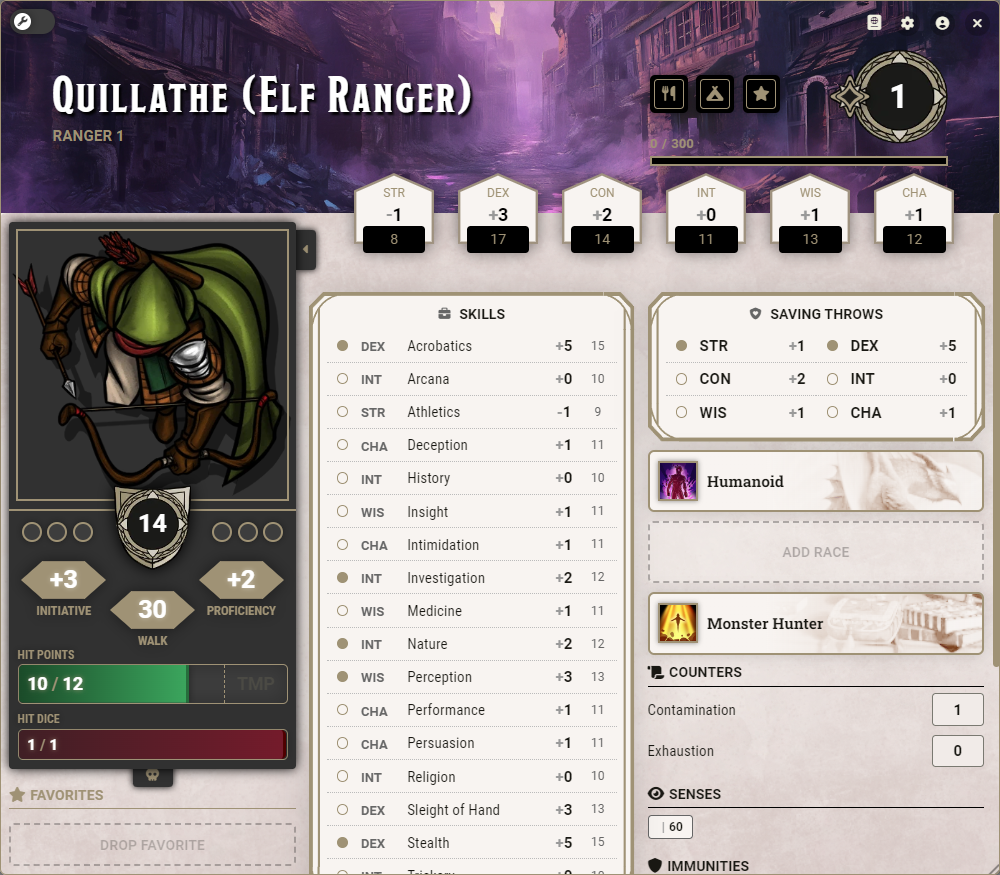 Quillathe (Elf Ranger)
RANGER 1
1
0 / 300
STR
-1
8
DEX
+3
17
CON
+2
14
INT
+0
11
WIS
+1
13
CHA
+1
12
14
+3
INITIATIVE
30
WALK
+2
PROFICIENCY
HIT POINTS
10 / 12
TMP
HIT DICE
1 / 1
FAVORITES
DROP FAVORITE
SKILLS
DEX Acrobatics +5 15
INT Arcana +0 10
STR Athletics -1 9
CHA Deception +1 11
INT History +0 10
WIS Insight +1 11
CHA Intimidation +1 11
INT Investigation +2 12
WIS Medicine +1 11
INT Nature +2 12
WIS Perception +3 13
CHA Performance +1 11
CHA Persuasion +1 11
INT Religion +0 10
DEX Sleight of Hand +3 13
DEX Stealth +5 15
SAVING THROWS
STR +1 DEX +5
CON +2 INT +0
WIS +1 CHA +1
Humanoid
ADD RACE
Monster Hunter
COUNTERS
Contamination 1
Exhaustion 0
SENSES
| 60
IMMUNITIES